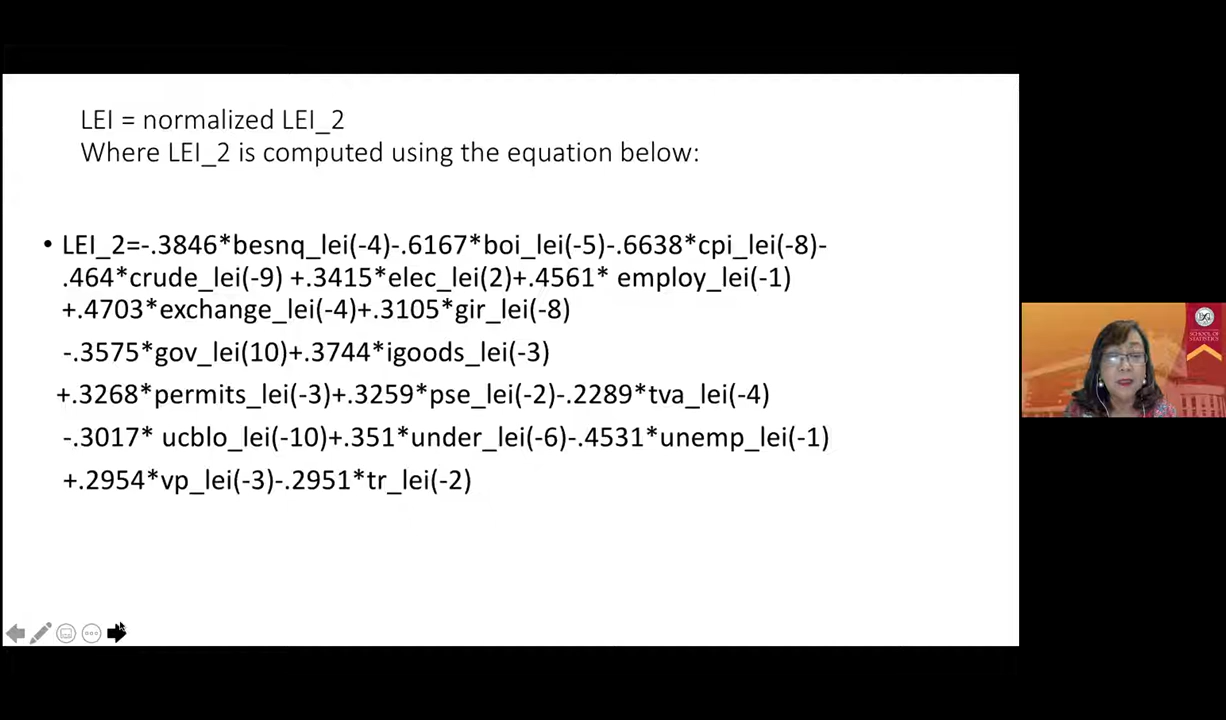 LEI = normalized LEI_2
Where LEI_2 is computed using the equation below:
• LEI_2=-.3846*besnq_lei(-4)-.6167*boi_lei(-5)-.6638*cpi_lei(-8)-
.464*crude_lei(-9) +.3415*elec_lei(2)+.4561* employ_lei(-1)
+.4703*exchange_lei(-4)+.3105*gir_lei(-8)
-.3575*gov_lei(10)+.3744*igoods_lei(-3)
+.3268*permits_lei(-3)+.3259*pse_lei(-2)-.2289*tva_lei(-4)
-.3017* ucblo_lei(-10)+.351*under_lei(-6)-.4531*unemp_lei(-1)
+.2954*vp_lei(-3)-.2951*tr_lei(-2)
SCHOOL OF
STATISTICS